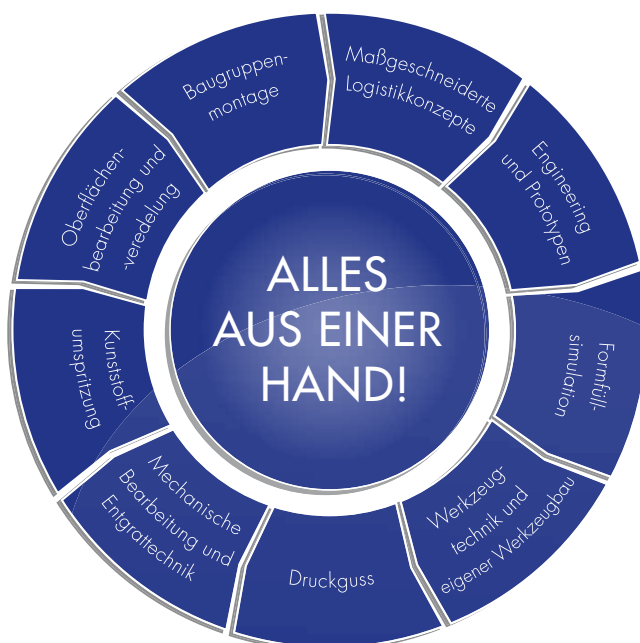 ALLES
AUS EINER
HAND!
Maßgeschneiderte
Logistikkonzepte
Engineering
und Prototypen
Formfüll-
simulation
Werkzeug-
technik und
eigener Werkzeugbau
Druckguss
Mechanische
Bearbeitung und
Entgrattechnik
Kunststoff-
umspritzung
Oberflächen-
bearbeitung und
-veredelung
Baugruppen-
montage